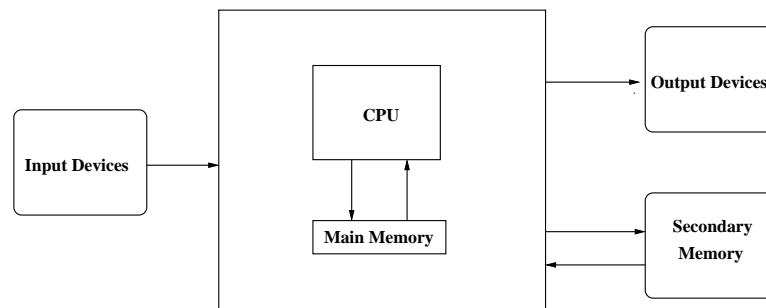 Input Devices
CPU
Main Memory
Output Devices
Secondary
Memory